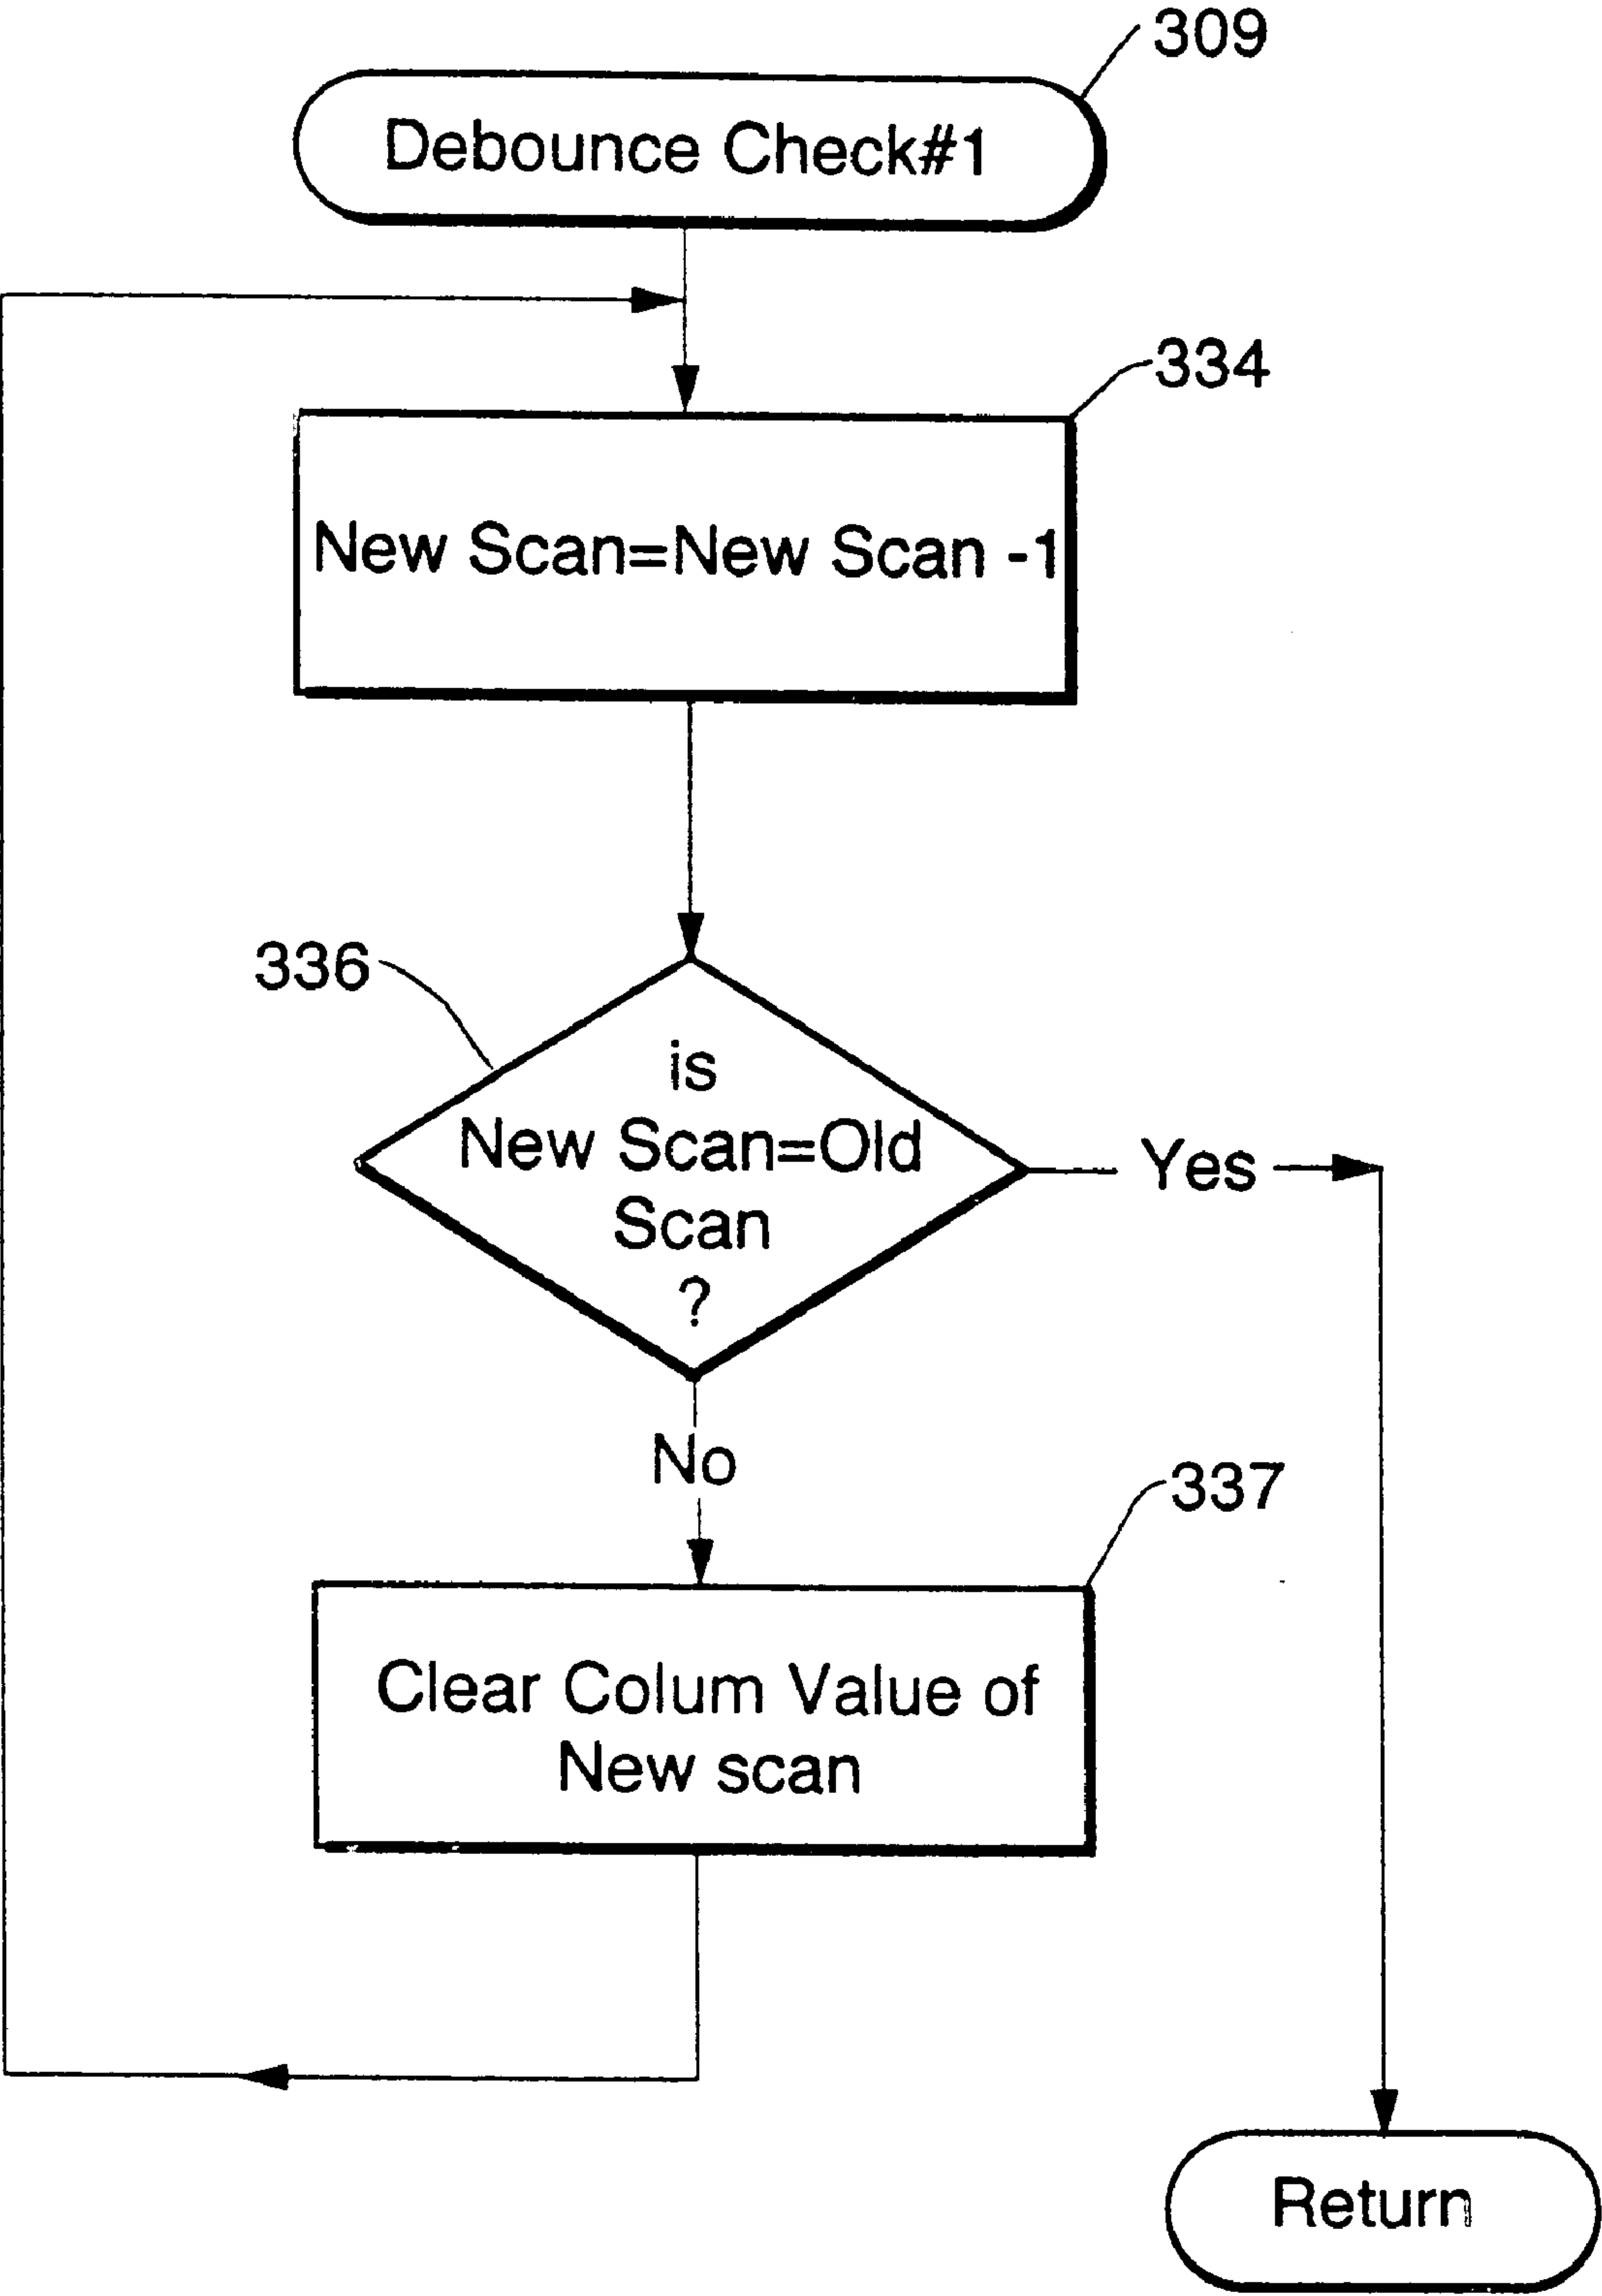 309
Debounce Check#1
334
New Scan=New Scan -1
336
is
New Scan=Old
Scan
?
Yes
No
337
Clear Colum Value of
New scan
Return